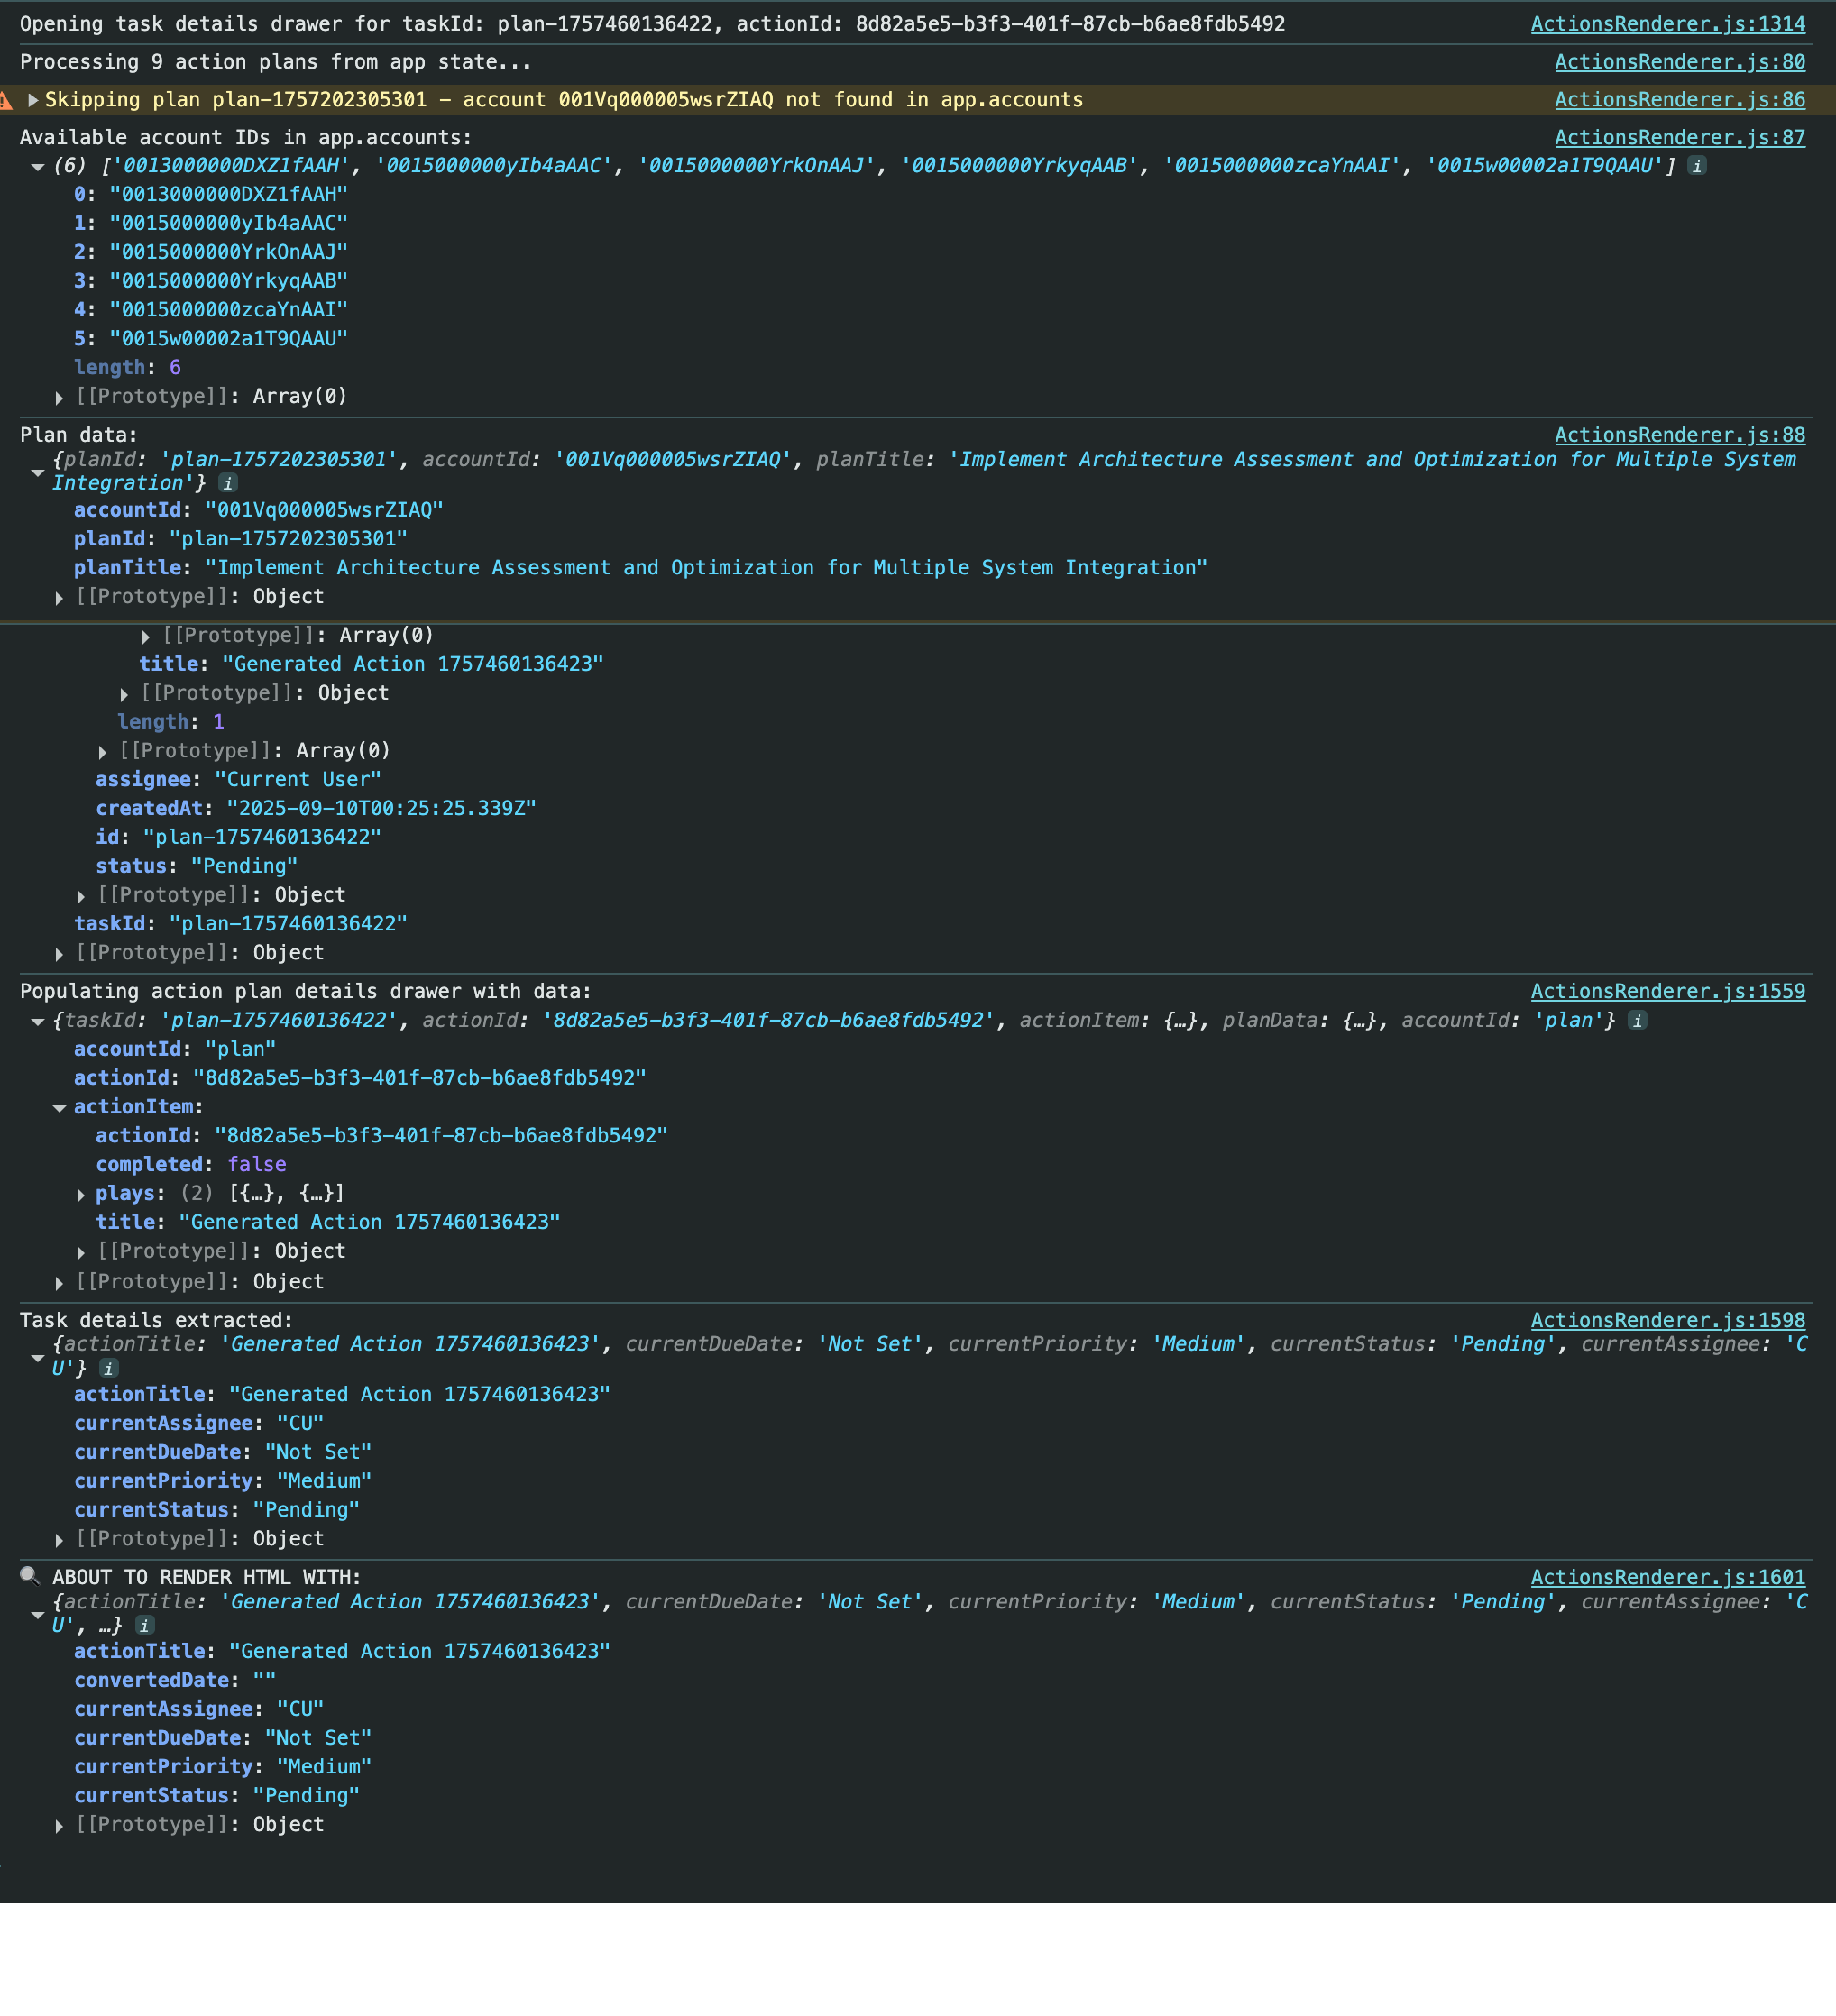 Opening task details drawer for taskId: plan-1757460136422, actionId: 8d82a5e5-b3f3-401f-87cb-b6ae8fdb5492 ActionsRenderer.js:1314
Processing 9 action plans from app state... ActionsRenderer.js:80
Skipping plan plan-1757202305301 – account 001Vq000005wsrZIAQ not found in app.accounts ActionsRenderer.js:86
Available account IDs in app.accounts: ActionsRenderer.js:87
(6) ['0013000000DXZ1fAAH', '0015000000yIb4aAAC', '0015000000YrkOnAAJ', '0015000000YrkyqAAB', '0015000000zcaYnAAI', '0015w00002a1T9QAAU'] i
0: "0013000000DXZ1fAAH"
1: "0015000000yIb4aAAC"
2: "0015000000YrkOnAAJ"
3: "0015000000YrkyqAAB"
4: "0015000000zcaYnAAI"
5: "0015w00002a1T9QAAU"
length: 6
[[Prototype]]: Array(0)
Plan data: ActionsRenderer.js:88
{planId: 'plan-1757202305301', accountId: '001Vq000005wsrZIAQ', planTitle: 'Implement Architecture Assessment and Optimization for Multiple System
Integration'} i
accountId: "001Vq000005wsrZIAQ"
planId: "plan-1757202305301"
planTitle: "Implement Architecture Assessment and Optimization for Multiple System Integration"
[[Prototype]]: Object
[[Prototype]]: Array(0)
title: "Generated Action 1757460136423"
[[Prototype]]: Object
length: 1
[[Prototype]]: Array(0)
assignee: "Current User"
createdAt: "2025-09-10T00:25:25.339Z"
id: "plan-1757460136422"
status: "Pending"
[[Prototype]]: Object
taskId: "plan-1757460136422"
[[Prototype]]: Object
Populating action plan details drawer with data: ActionsRenderer.js:1559
{taskId: 'plan-1757460136422', actionId: '8d82a5e5-b3f3-401f-87cb-b6ae8fdb5492', actionItem: {…}, planData: {…}, accountId: 'plan'} i
accountId: "plan"
actionId: "8d82a5e5-b3f3-401f-87cb-b6ae8fdb5492"
actionItem:
actionId: "8d82a5e5-b3f3-401f-87cb-b6ae8fdb5492"
completed: false
plays: (2) [{…}, {…}]
title: "Generated Action 1757460136423"
[[Prototype]]: Object
[[Prototype]]: Object
Task details extracted: ActionsRenderer.js:1598
{actionTitle: 'Generated Action 1757460136423', currentDueDate: 'Not Set', currentPriority: 'Medium', currentStatus: 'Pending', currentAssignee: 'C
U'} i
actionTitle: "Generated Action 1757460136423"
currentAssignee: "CU"
currentDueDate: "Not Set"
currentPriority: "Medium"
currentStatus: "Pending"
[[Prototype]]: Object
ABOUT TO RENDER HTML WITH: ActionsRenderer.js:1601
{actionTitle: 'Generated Action 1757460136423', currentDueDate: 'Not Set', currentPriority: 'Medium', currentStatus: 'Pending', currentAssignee: 'C
U', …} i
actionTitle: "Generated Action 1757460136423"
convertedDate: ""
currentAssignee: "CU"
currentDueDate: "Not Set"
currentPriority: "Medium"
currentStatus: "Pending"
[[Prototype]]: Object